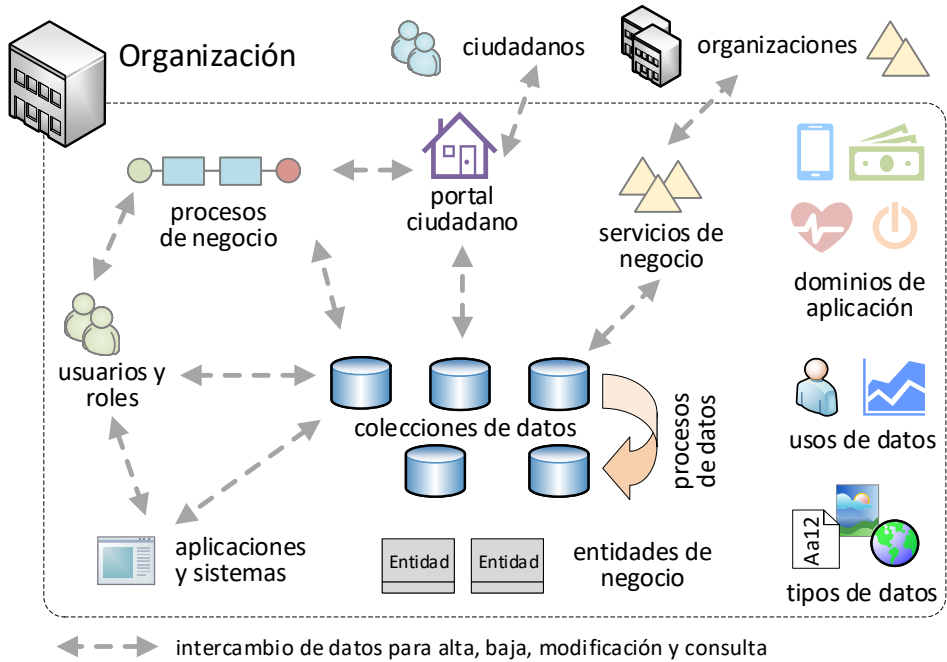 Organización
ciudadanos
organizaciones
procesos
de negocio
portal
ciudadano
servicios de
negocio
dominios de
aplicación
usuarios y
roles
colecciones de datos
procesos
de datos
usos de datos
aplicaciones
y sistemas
Entidad
Entidad
entidades de
negocio
Aa12
tipos de datos
intercambio de datos para alta, baja, modificación y consulta